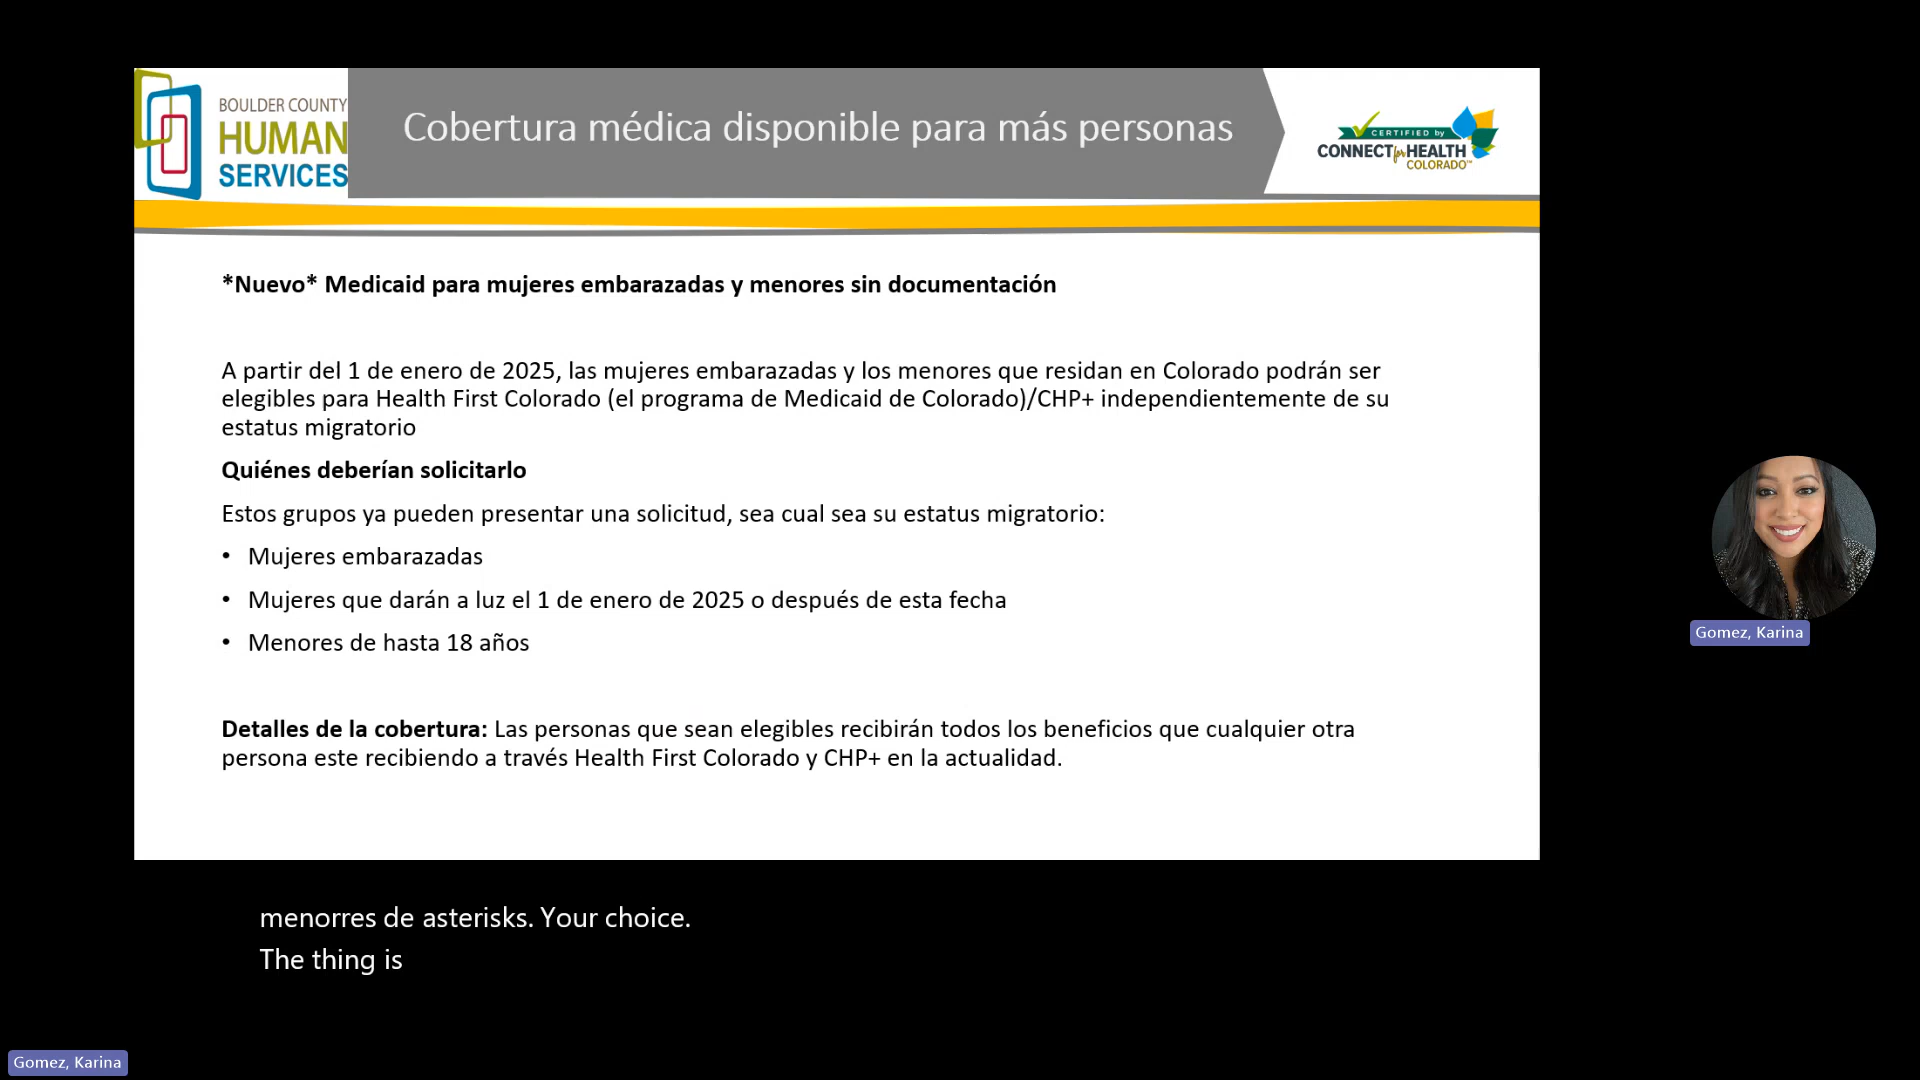 BOULDER COUNTY
HUMAN
SERVICES
Cobertura médica disponible para más personas
CERTIFIED by
CONNECT for HEALTH
COLORADO™
*Nuevo* Medicaid para mujeres embarazadas y menores sin documentación
A partir del 1 de enero de 2025, las mujeres embarazadas y los menores que residan en Colorado podrán ser
elegibles para Health First Colorado (el programa de Medicaid de Colorado)/CHP+ independientemente de su
estatus migratorio
Quiénes deberían solicitarlo
Estos grupos ya pueden presentar una solicitud, sea cual sea su estatus migratorio:
• Mujeres embarazadas
• Mujeres que darán a luz el 1 de enero de 2025 o después de esta fecha
• Menores de hasta 18 años
Detalles de la cobertura: Las personas que sean elegibles recibirán todos los beneficios que cualquier otra
persona este recibiendo a través Health First Colorado y CHP+ en la actualidad.
Gomez, Karina
menorres de asterisks. Your choice.
The thing is
Gomez, Karina